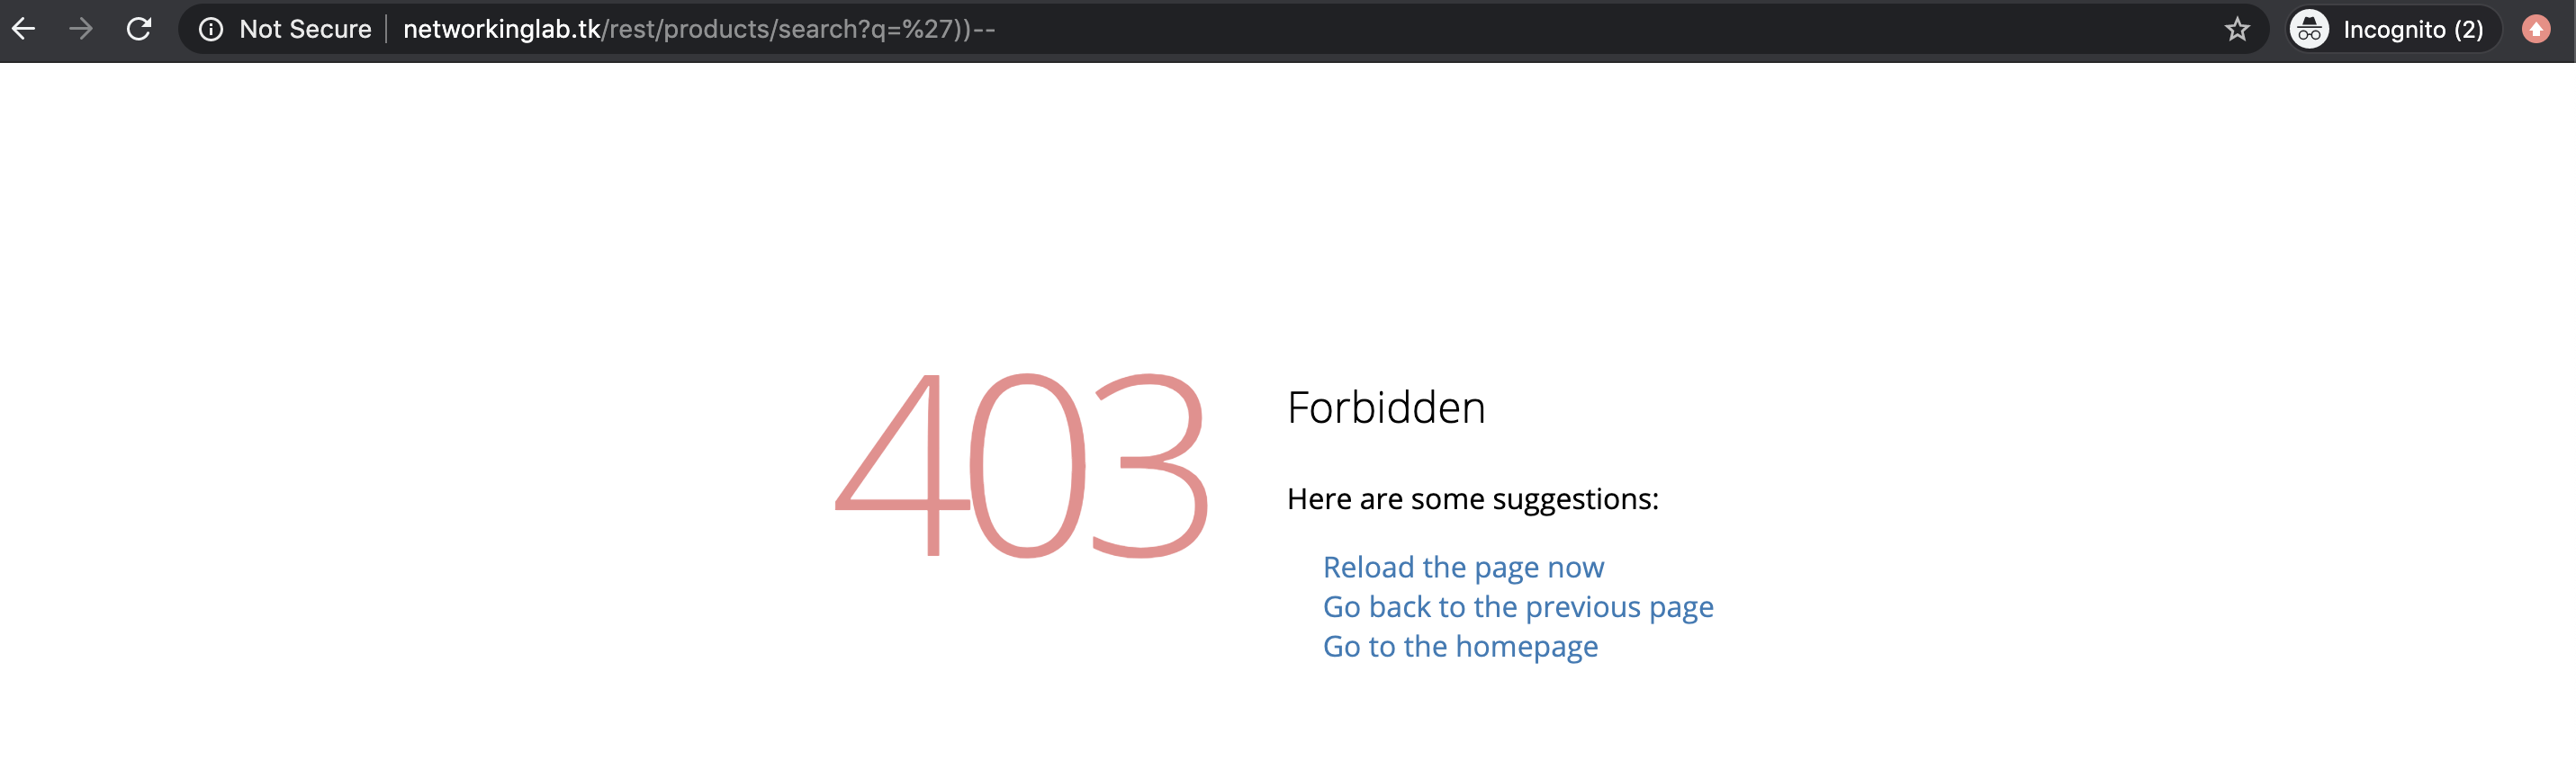 Not Secure networkinglab.tk/rest/products/search?q=%27))-- Incognito (2)
403
Forbidden
Here are some suggestions:
Reload the page now
Go back to the previous page
Go to the homepage